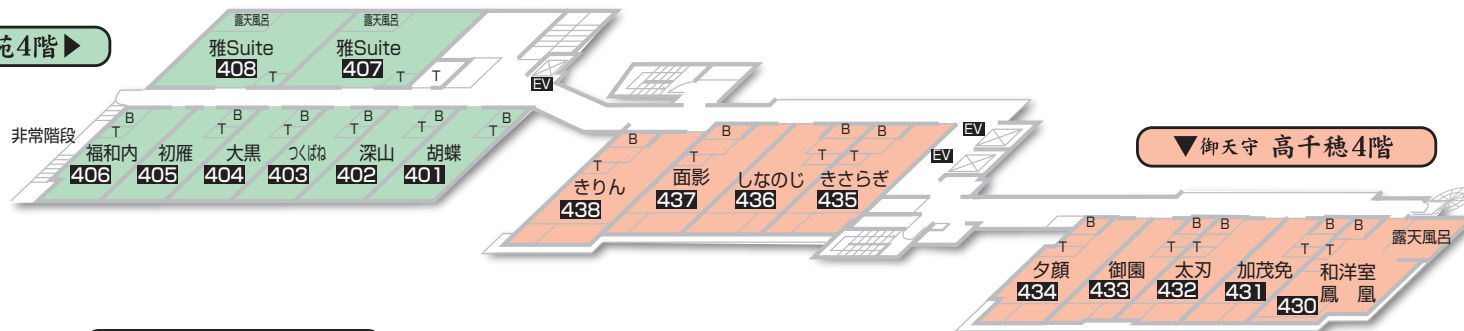 苑4階▶
露天風呂
露天風呂
雅Suite
雅Suite
408
407
T
T
T
EV
非常階段
B
B
B
B
B
B
T
T
T
T
T
T
福和内
初雁
大黒
つくばね
深山
胡蝶
406
405
404
403
402
401
B
B
B
B
T
T
T
T
きりん
面影
しなのじ
きさらぎ
438
437
436
435
EV
EV
▼御天守 高千穂4階
B
B
B
B
B
T
T
T
T
T
露天風呂
夕顔
御園
太刃
加茂免
和洋室
鳳凰
434
433
432
431
430